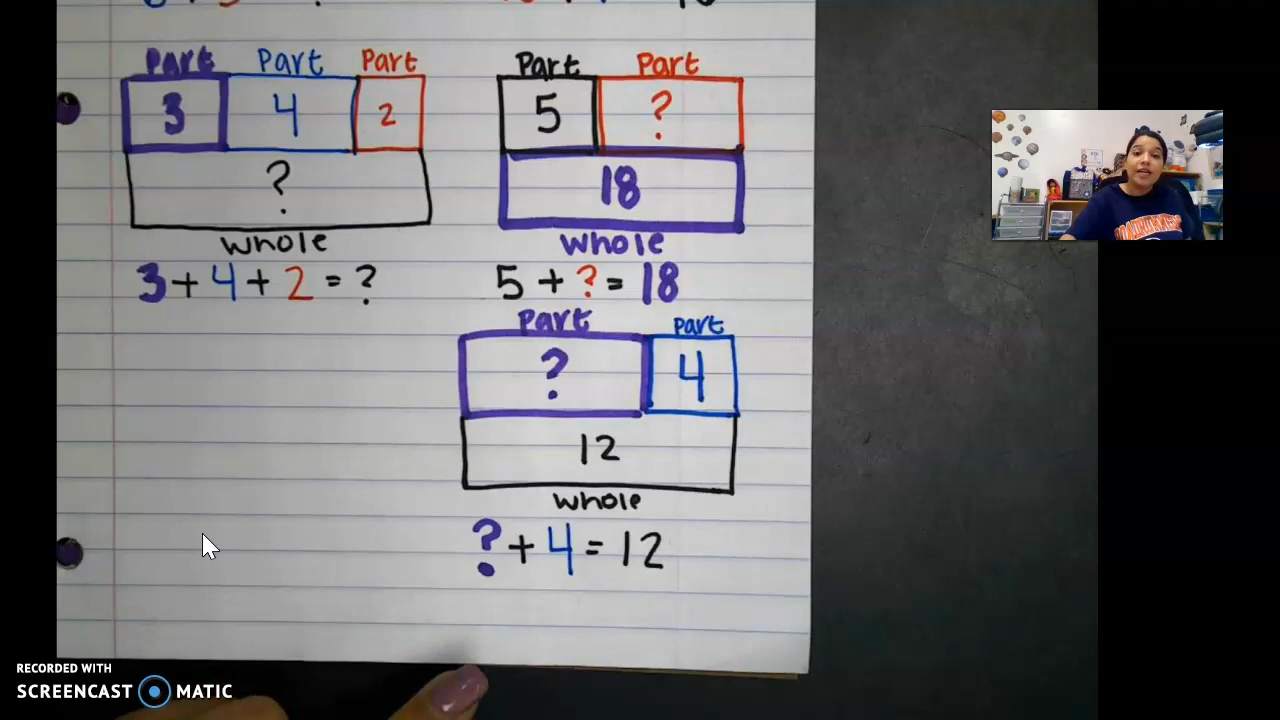 Part Part Part
3 4 2
?
whole
3 + 4 + 2 = ?
Part Part
5 ?
18
whole
5 + ? = 18
Part Part
? 4
12
whole
? + 4 = 12
RECORDED WITH
SCREENCAST MATIC